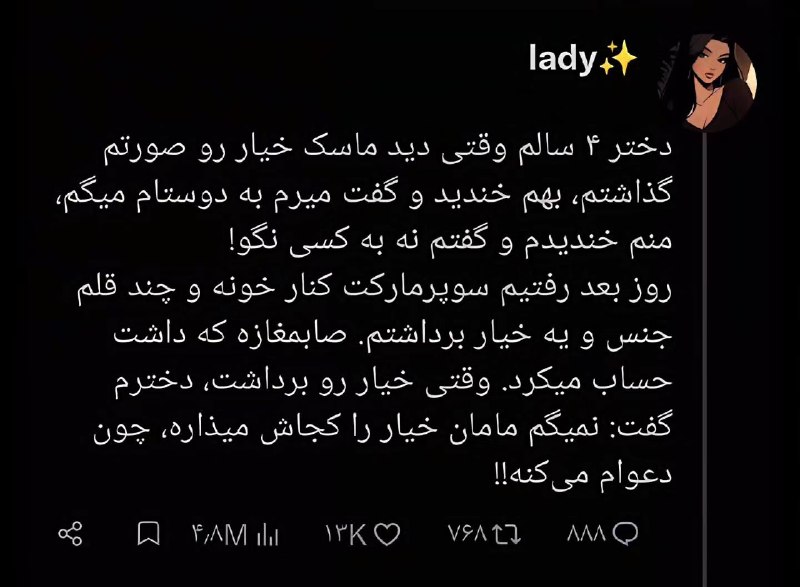 lady✨
دختر ۴ سالم وقتی دید ماسک خیار رو صورتم
گذاشتم، بهم خندید و گفت میرم به دوستام میگم،
منم خندیدم و گفتم نه به کسی نگو!
روز بعد رفتیم سوپرمارکت کنار خونه و چند قلم
جنس و یه خیار برداشتم. صابمغازه که داشت
حساب میکرد. وقتی خیار رو برداشت، دخترم
گفت: نمیگم مامان خیار را کجاش میذاره، چون
دعوام می‌کنه!!
۸۸۸ ۷۶۸ ۱۳K ۴٫۸M